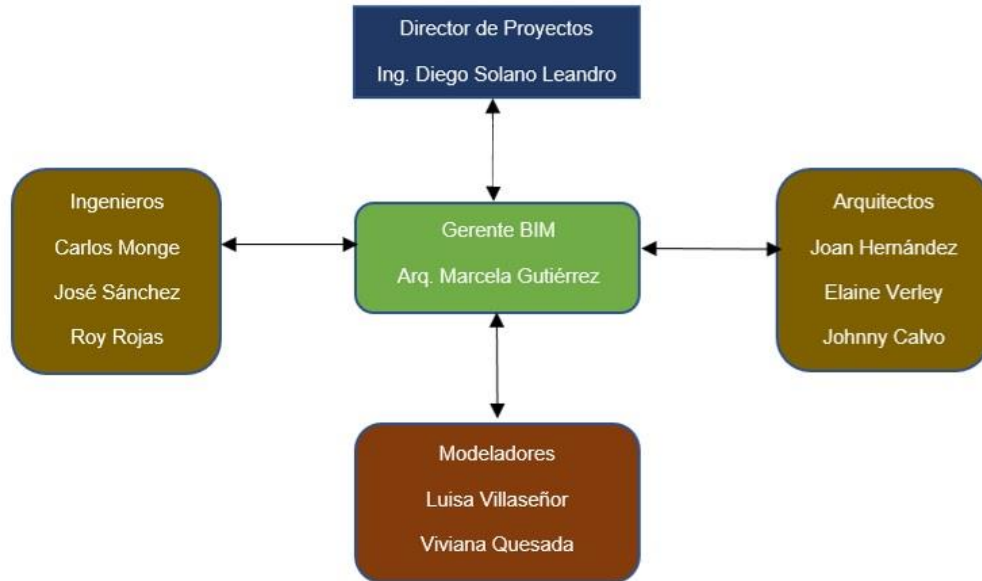 Director de Proyectos
Ing. Diego Solano Leandro
Ingenieros
Carlos Monge
José Sánchez
Roy Rojas
Gerente BIM
Arq. Marcela Gutiérrez
Arquitectos
Joan Hernández
Elaine Verley
Johnny Calvo
Modeladores
Luisa Villaseñor
Viviana Quesada